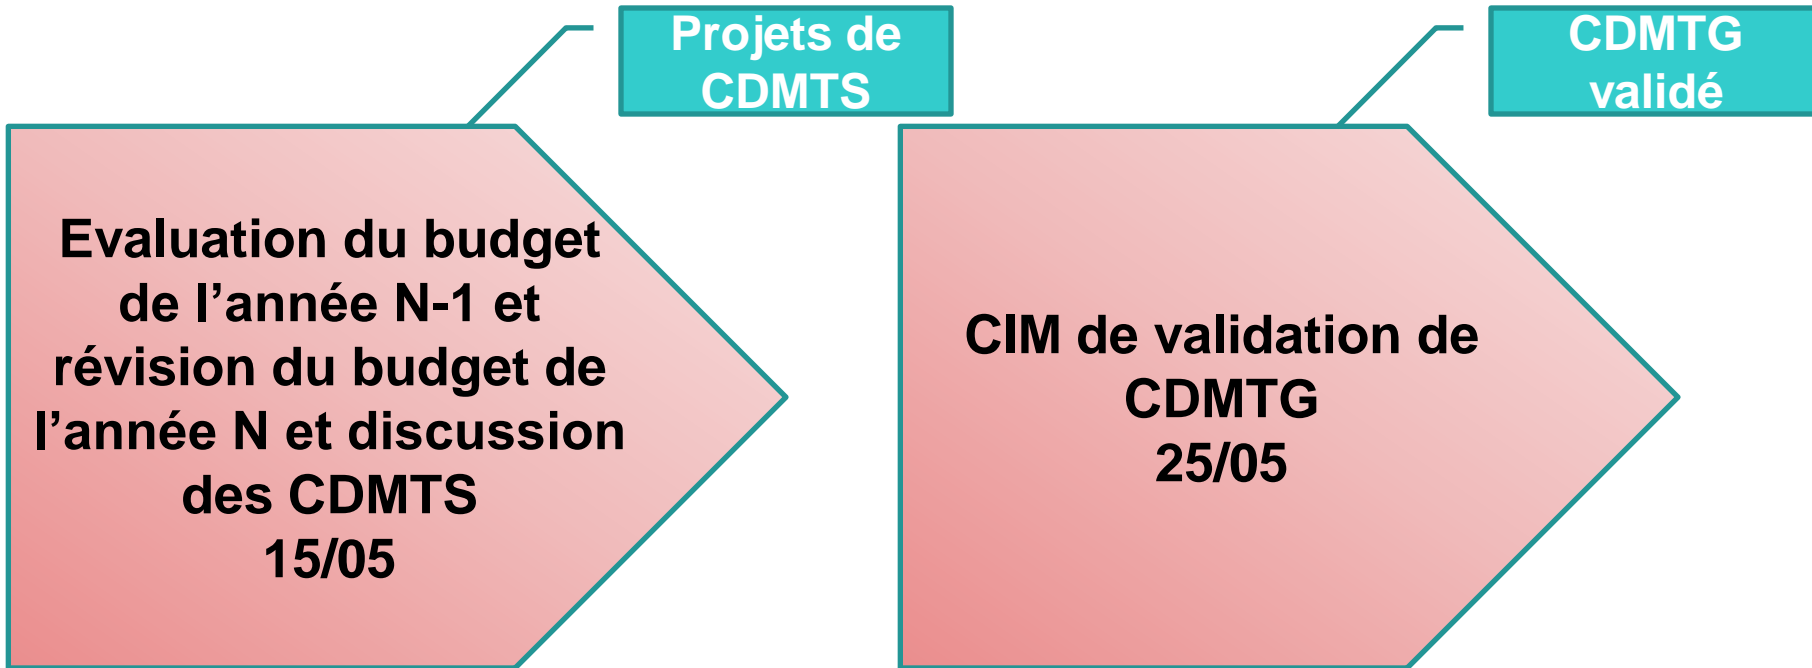 Projets de
CDMTS
CDMTG
validé
Evaluation du budget
de l’année N-1 et
révision du budget de
l’année N et discussion
des CDMTS
15/05
CIM de validation de
CDMTG
25/05